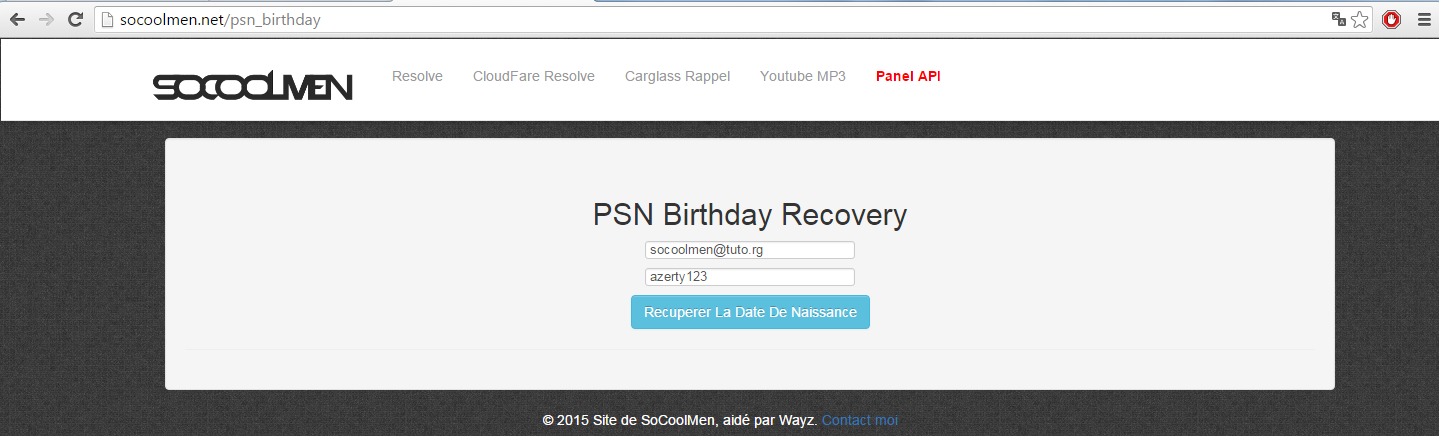 socoolmen.net/psn_birthday
SOCOOLMEN
Resolve CloudFare Resolve Carglass Rappel Youtube MP3 Panel API
PSN Birthday Recovery
socoolmen@tuto.rg
azerty123
Recuperer La Date De Naissance
© 2015 Site de SoCoolMen, aidé par Wayz. Contact moi